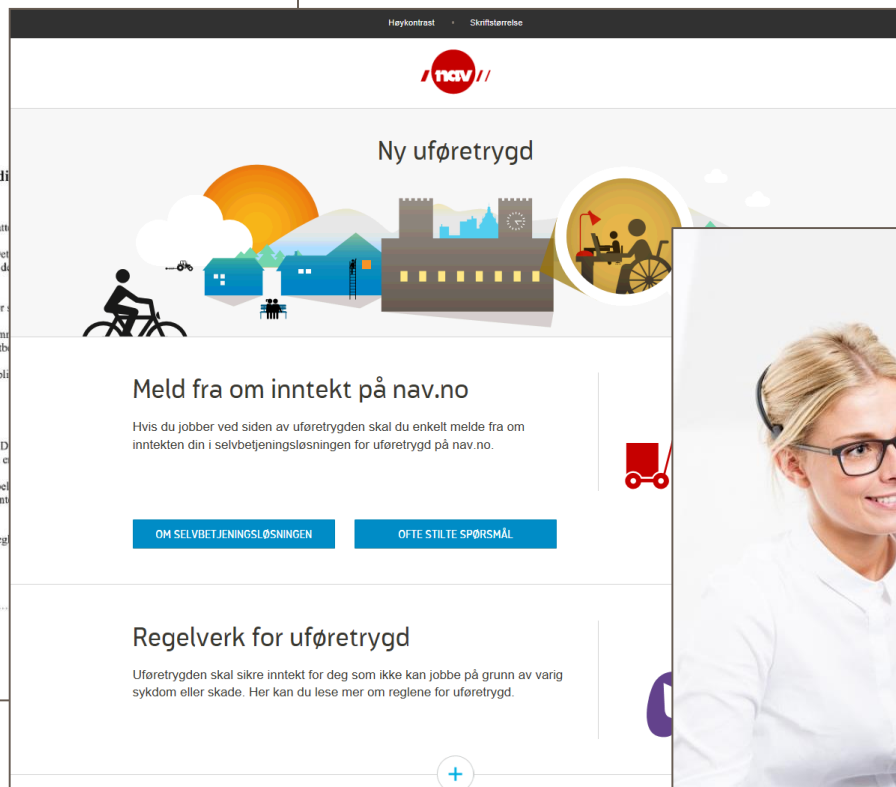 Høykontrast • Skriftstørrelse
/ nav //
Ny uføretrygd
Meld fra om inntekt på nav.no
Hvis du jobber ved siden av uføretrygden skal du enkelt melde fra om
inntekten din i selvbetjeningsløsningen for uføretrygd på nav.no.
OM SELVBETJENINGSLØSNINGEN
OFTE STILTE SPØRSMÅL
Regelverk for uføretrygd
Uføretrygden skal sikre inntekt for deg som ikke kan jobbe på grunn av varig
sykdom eller skade. Her kan du lese mer om reglene for uføretrygd.
+